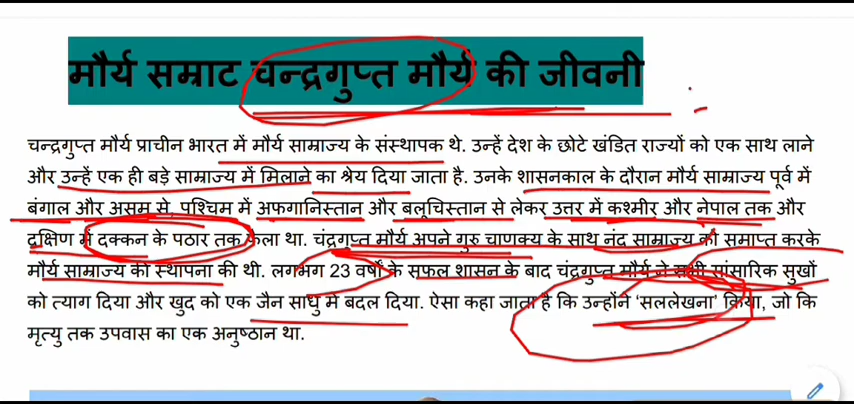 मौर्य सम्राट चन्द्रगुप्त मौर्य की जीवनी
चन्द्रगुप्त मौर्य प्राचीन भारत में मौर्य साम्राज्य के संस्थापक थे. उन्हें देश के छोटे खंडित राज्यों को एक साथ लाने
और उन्हें एक ही बड़े साम्राज्य में मिलाने का श्रेय दिया जाता है. उनके शासनकाल के दौरान मौर्य साम्राज्य पूर्व में
बंगाल और असम से, पश्चिम में अफगानिस्तान और बलूचिस्तान से लेकर उत्तर में कश्मीर और नेपाल तक और
दक्षिण में दक्कन के पठार तक फैला था. चंद्रगुप्त मौर्य अपने गुरु चाणक्य के साथ नंद साम्राज्य को समाप्त करके
मौर्य साम्राज्य की स्थापना की थी. लगभग 23 वर्षों के सफल शासन के बाद चंद्रगुप्त मौर्य ने सभी सांसारिक सुखों
को त्याग दिया और खुद को एक जैन साधु में बदल दिया. ऐसा कहा जाता है कि उन्होंने ‘सललेखना’ किया, जो कि
मृत्यु तक उपवास का एक अनुष्ठान था.